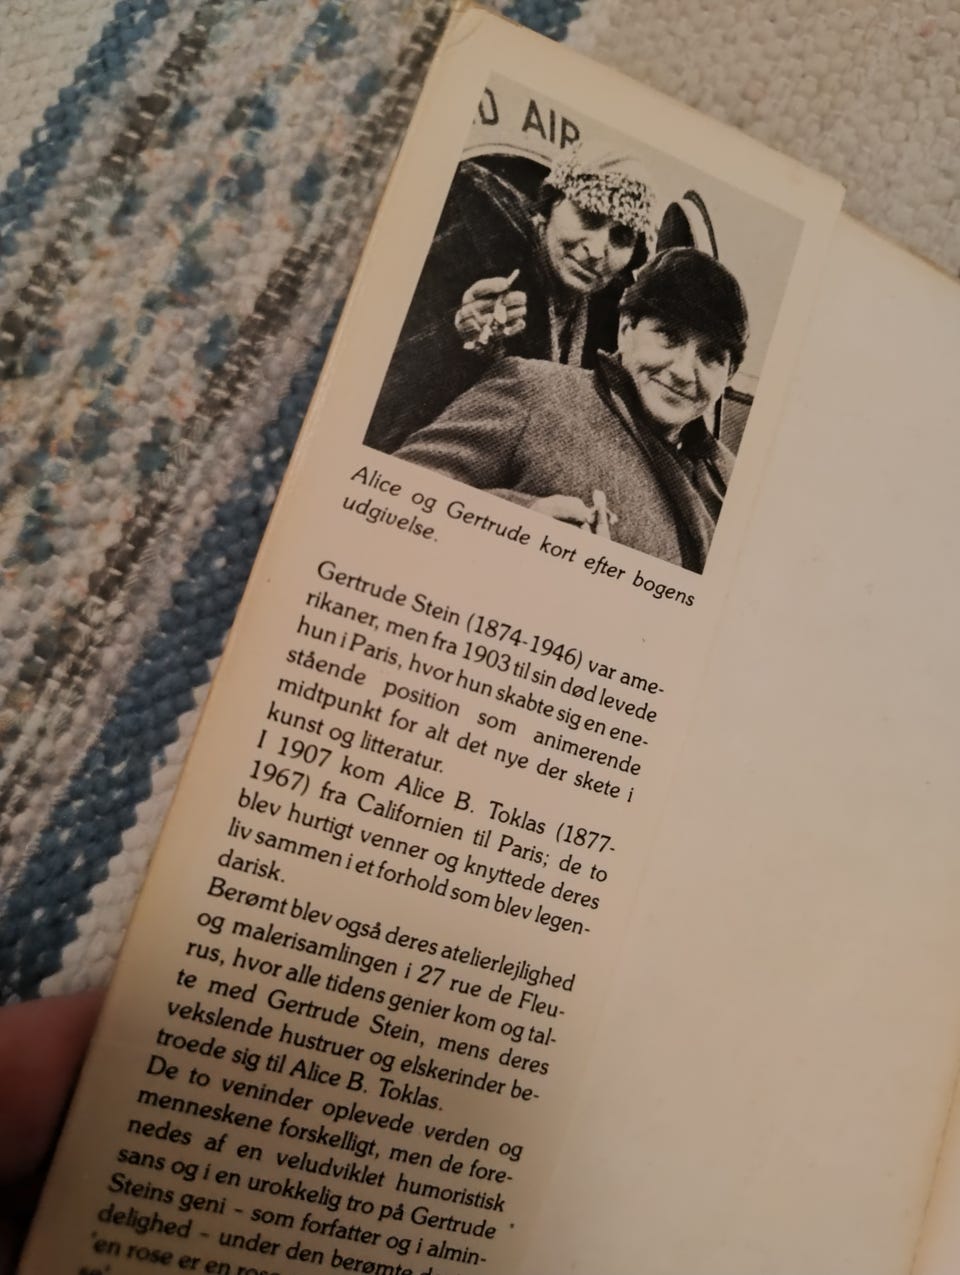 D AIR
Alice og Gertrude kort efter bogens
udgivelse.
Gertrude Stein (1874-1946) var ame-
rikaner, men fra 1903 til sin død levede
hun i Paris, hvor hun skabte sig en ene-
stående position som animerende
midtpunkt for alt det nye der skete i
kunst og litteratur.
I 1907 kom Alice B. Toklas (1877-
1967) fra Californien til Paris; de to
blev hurtigt venner og knyttede deres
liv sammen i et forhold som blev legen-
darisk.
Berømt blev også deres atelierlejlighed
og malerisamlingen i 27 rue de Fleu-
rus, hvor alle tidens genier kom og tal-
te med Gertrude Stein, mens deres
vekslende hustruer og elskerinder be-
troede sig til Alice B. Toklas.
De to veninder oplevede verden og
menneskene forskelligt, men de fore-
nedes af en veludviklet humoristisk
sans og i en urokkelig tro på Gertrude
Steins geni – som forfatter og i almin-
delighed – under den berømte
'en rose er en rose
se'